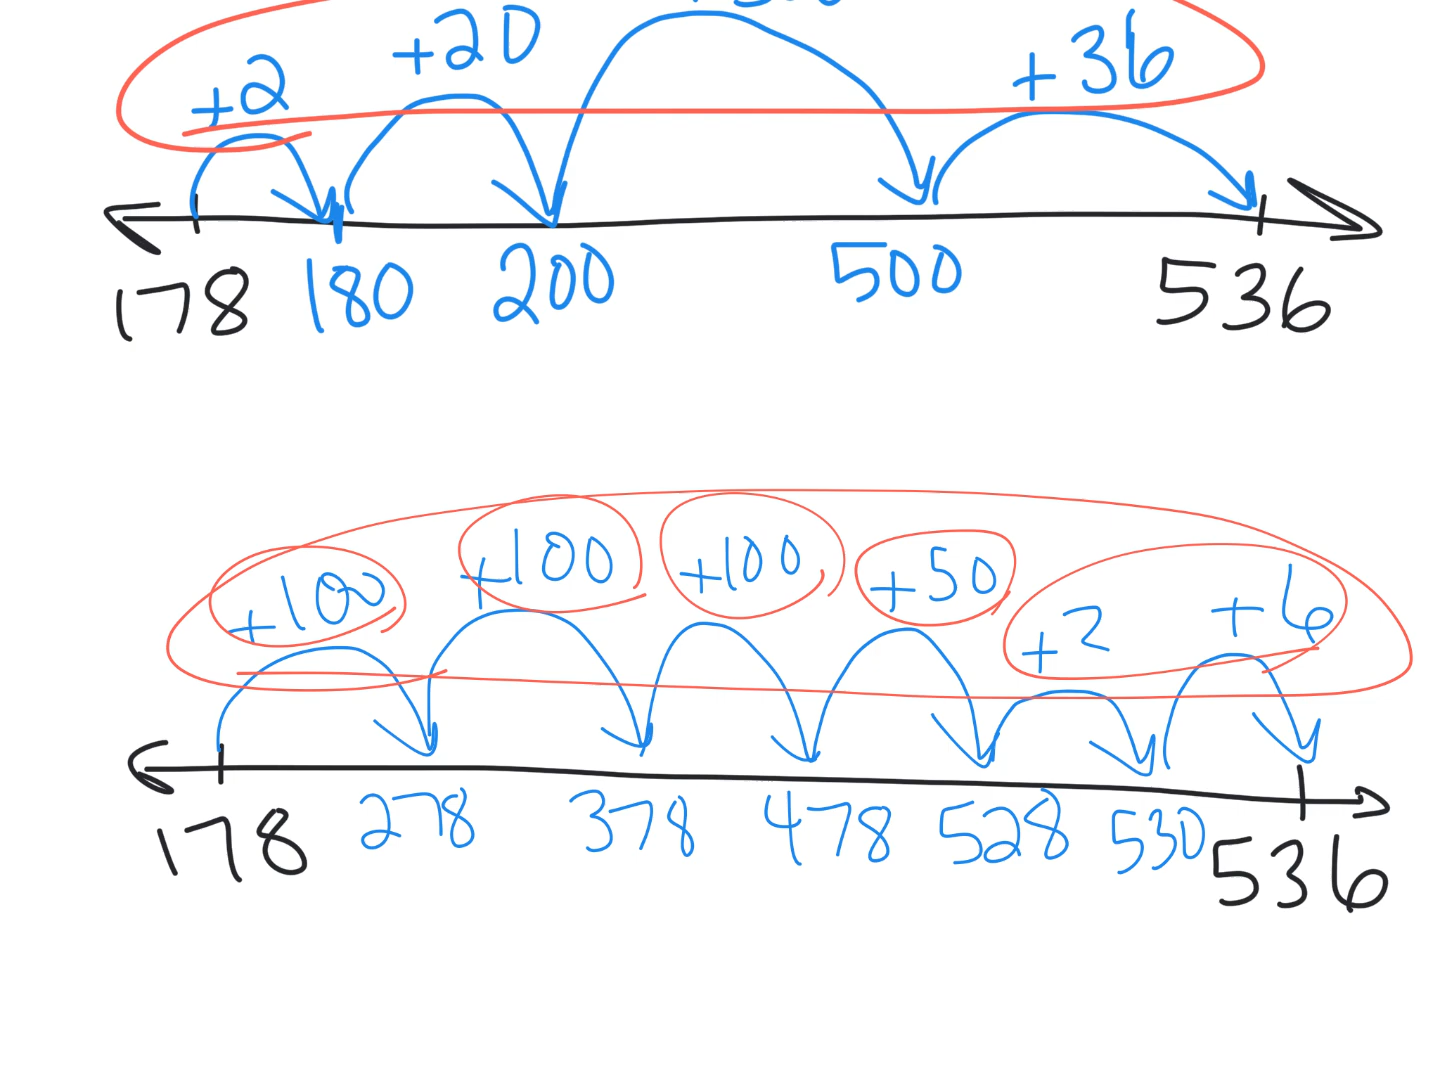 +2 +20 +36
178 180 200 500 536
+100 +100 +100 +50 +2 +6
178 278 378 478 528 530 536